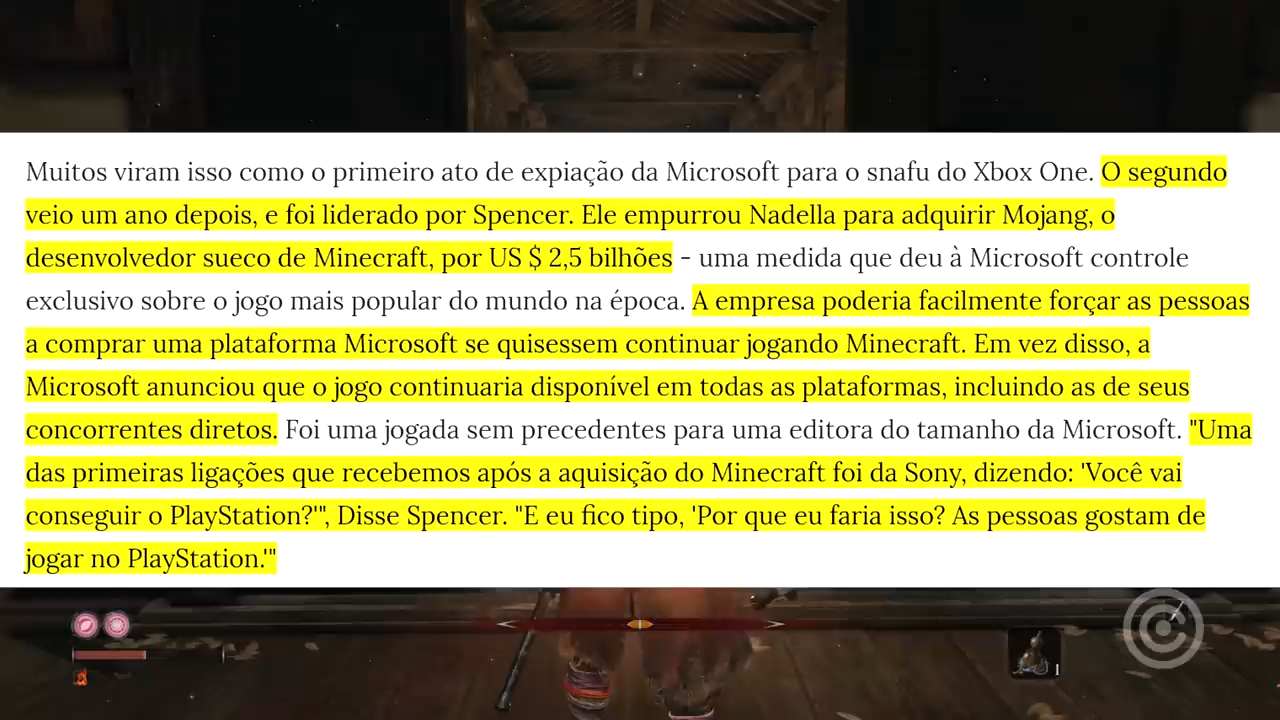 Muitos viram isso como o primeiro ato de expiação da Microsoft para o snafu do Xbox One. O segundo
veio um ano depois, e foi liderado por Spencer. Ele empurrou Nadella para adquirir Mojang, o
desenvolvedor sueco de Minecraft, por US $ 2,5 bilhões - uma medida que deu à Microsoft controle
exclusivo sobre o jogo mais popular do mundo na época. A empresa poderia facilmente forçar as pessoas
a comprar uma plataforma Microsoft se quisessem continuar jogando Minecraft. Em vez disso, a
Microsoft anunciou que o jogo continuaria disponível em todas as plataformas, incluindo as de seus
concorrentes diretos. Foi uma jogada sem precedentes para uma editora do tamanho da Microsoft. "Uma
das primeiras ligações que recebemos após a aquisição do Minecraft foi da Sony, dizendo: 'Você vai
conseguir o PlayStation?'", Disse Spencer. "E eu fico tipo, 'Por que eu faria isso? As pessoas gostam de
jogar no PlayStation.'"
1